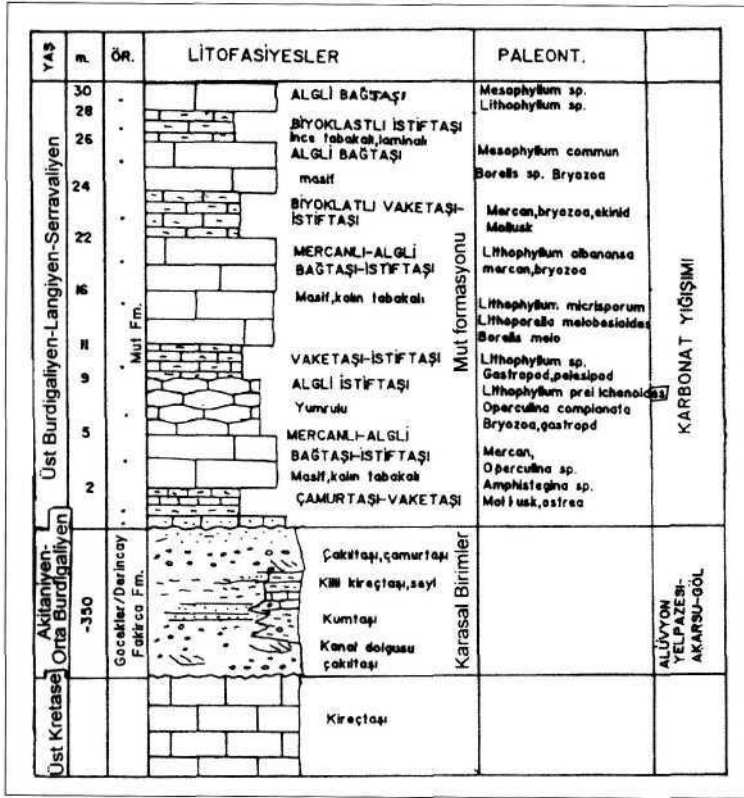 YAŞ
m.
ÖR.
LİTOFASİYESLER
PALEONT.
Üst Burdigaliyen-Langiyen-Serravaliyen
30
28
26
24
22
16
11
9
5
2
Mut Fm.
ALGLİ BAĞTAŞI
BİYOKLASTLI İSTİFTAŞI
İnce tabakalı,laminalı
ALGLİ BAĞTAŞI
masif
BİYOKLATLI VAKETAŞI-
İSTİFTAŞI
MERCANLI-ALGLİ
BAĞTAŞI-İSTİFTAŞI
Masif,kalın tabakalı
VAKETAŞI-İSTİFTAŞI
ALGLİ İSTİFTAŞI
Yumrulu
MERCANLI-ALGLİ
BAĞTAŞI-İSTİFTAŞI
Masif,kalın tabakalı
ÇAMURTAŞI-VAKETAŞI
Mut formasyonu
Mesophyllum sp.
Lithophyllum sp.
Mesophyllum commun
Borelis sp. Bryozoa
Mercan,bryozoa,ekinid
Mollusk
Lithophyllum albanansa
mercan,bryozoa
Lithophyllum. micrisporum
Lithoporella melobesioides
Borelis melo
Lithophyllum sp.
Gastropod,pelesipod
Lithophyllum prei lchenoides
Operculina complanata
Bryozoa,gastropd
Mercan,
Operculina sp.
Amphistegina sp.
Mollusk,ostrea
KARBONAT YIĞIŞIMI
Akitaniyen-
Orta Burdigaliyen
-350
Gocekler/Derincay
Fakirca Fm.
Çakıltaşı,çamurtaşı
Killi kireçtaşı,seyl
Kumtaşı
Kanal dolgusu
çakıltaşı
Karasal Birimler
ALÜVYON
YELPAZESI-
AKARSU-GÖL
Üst Kretase
Kireçtaşı